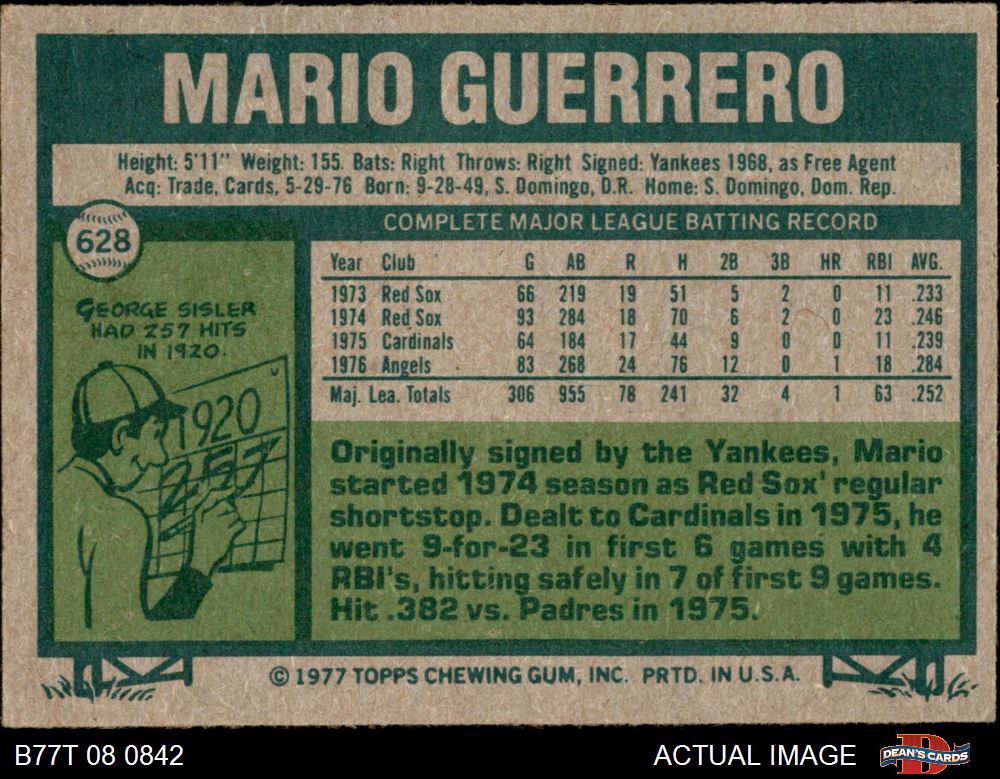 MARIO GUERRERO
Height: 5'11" Weight: 155. Bats: Right Throws: Right Signed: Yankees 1968, as Free Agent
Acq: Trade, Cards, 5-29-76 Born: 9-28-49, S. Domingo, D.R. Home: S. Domingo, Dom. Rep.
628
GEORGE SISLER
HAD 257 HITS
IN 1920.
1920
257
COMPLETE MAJOR LEAGUE BATTING RECORD
Year Club G AB R H 2B 3B HR RBI AVG.
1973 Red Sox 66 219 19 51 5 2 0 11 .233
1974 Red Sox 93 284 18 70 6 2 0 23 .246
1975 Cardinals 64 184 17 44 9 0 0 11 .239
1976 Angels 83 268 24 76 12 0 1 18 .284
Maj. Lea. Totals 306 955 78 241 32 4 1 63 .252
Originally signed by the Yankees, Mario
started 1974 season as Red Sox' regular
shortstop. Dealt to Cardinals in 1975, he
went 9-for-23 in first 6 games with 4
RBI's, hitting safely in 7 of first 9 games.
Hit .382 vs. Padres in 1975.
© 1977 TOPPS CHEWING GUM, INC. PRTD. IN U.S.A.
B77T 08 0842
ACTUAL IMAGE
D
DEAN'S CARDS